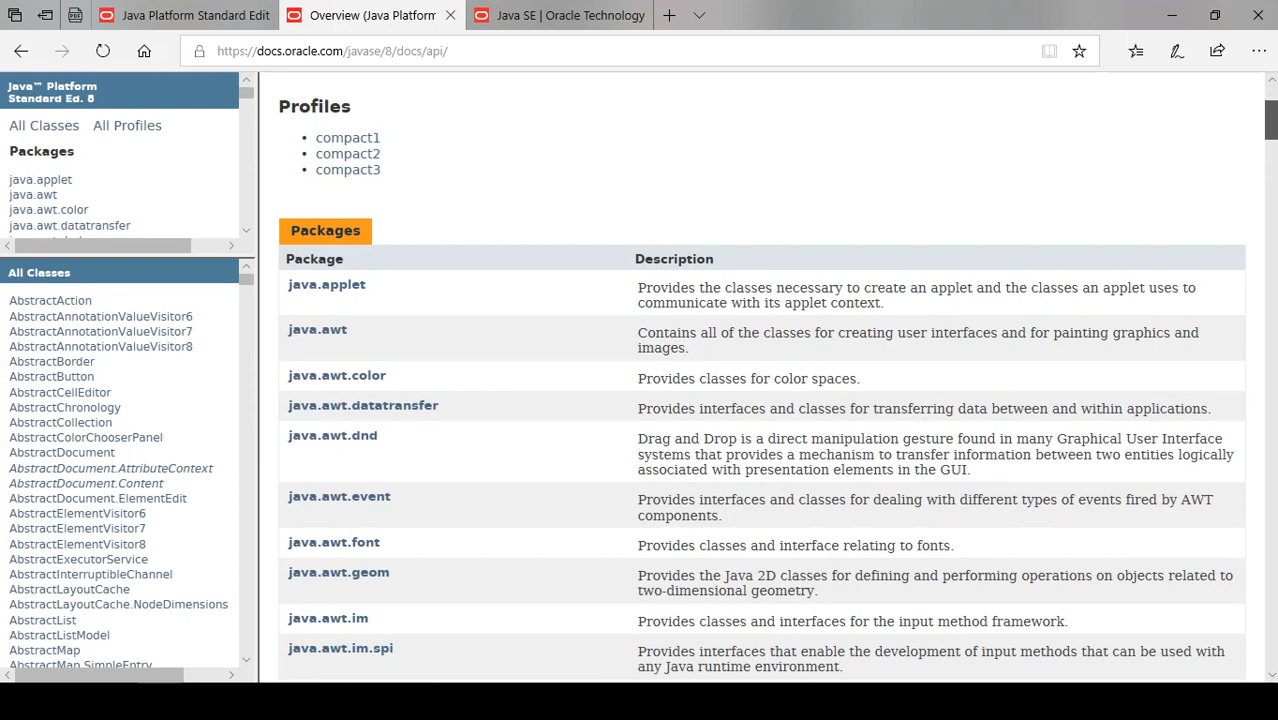 Java Platform Standard Edit
Overview (Java Platform
Java SE | Oracle Technology
https://docs.oracle.com/javase/8/docs/api/
Java™ Platform
Standard Ed. 8
All Classes All Profiles
Packages
java.applet
java.awt
java.awt.color
java.awt.datatransfer
All Classes
AbstractAction
AbstractAnnotationValueVisitor6
AbstractAnnotationValueVisitor7
AbstractAnnotationValueVisitor8
AbstractBorder
AbstractButton
AbstractCellEditor
AbstractChronology
AbstractCollection
AbstractColorChooserPanel
AbstractDocument
AbstractDocument.AttributeContext
AbstractDocument.Content
AbstractDocument.ElementEdit
AbstractElementVisitor6
AbstractElementVisitor7
AbstractElementVisitor8
AbstractExecutorService
AbstractInterruptibleChannel
AbstractLayoutCache
AbstractLayoutCache.NodeDimensions
AbstractList
AbstractListModel
AbstractMap
AbstractMap.SimpleEntry
Profiles
• compact1
• compact2
• compact3
Packages
Package Description
java.applet Provides the classes necessary to create an applet and the classes an applet uses to
communicate with its applet context.
java.awt Contains all of the classes for creating user interfaces and for painting graphics and
images.
java.awt.color Provides classes for color spaces.
java.awt.datatransfer Provides interfaces and classes for transferring data between and within applications.
java.awt.dnd Drag and Drop is a direct manipulation gesture found in many Graphical User Interface
systems that provides a mechanism to transfer information between two entities logically
associated with presentation elements in the GUI.
java.awt.event Provides interfaces and classes for dealing with different types of events fired by AWT
components.
java.awt.font Provides classes and interface relating to fonts.
java.awt.geom Provides the Java 2D classes for defining and performing operations on objects related to
two-dimensional geometry.
java.awt.im Provides classes and interfaces for the input method framework.
java.awt.im.spi Provides interfaces that enable the development of input methods that can be used with
any Java runtime environment.